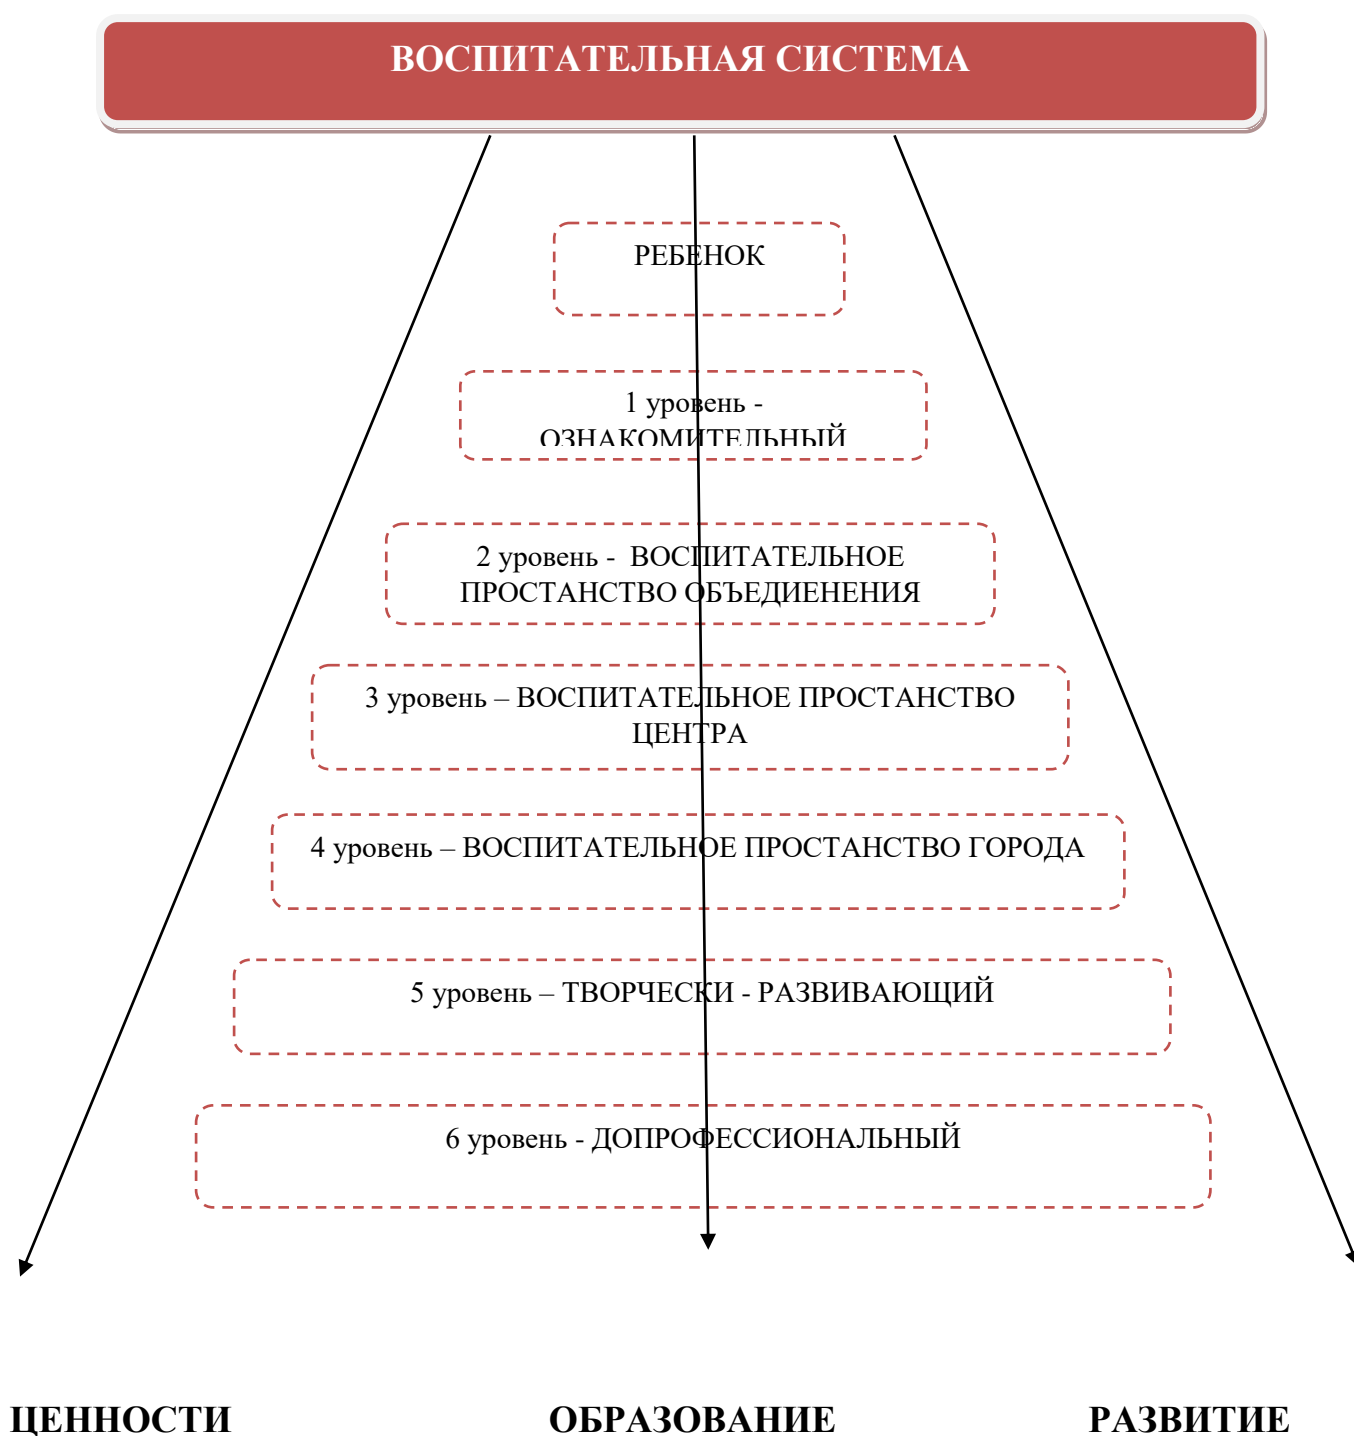 ВОСПИТАТЕЛЬНАЯ СИСТЕМА
РЕБЕНОК
1 уровень -
ОЗНАКОМИТЕЛЬНЫЙ
2 уровень - ВОСПИТАТЕЛЬНОЕ
ПРОСТАНСТВО ОБЪЕДИЕНЕНИЯ
3 уровень – ВОСПИТАТЕЛЬНОЕ ПРОСТАНСТВО
ЦЕНТРА
4 уровень – ВОСПИТАТЕЛЬНОЕ ПРОСТАНСТВО ГОРОДА
5 уровень – ТВОРЧЕСКИ - РАЗВИВАЮЩИЙ
6 уровень - ДОПРОФЕССИОНАЛЬНЫЙ
ЦЕННОСТИ ОБРАЗОВАНИЕ РАЗВИТИЕ